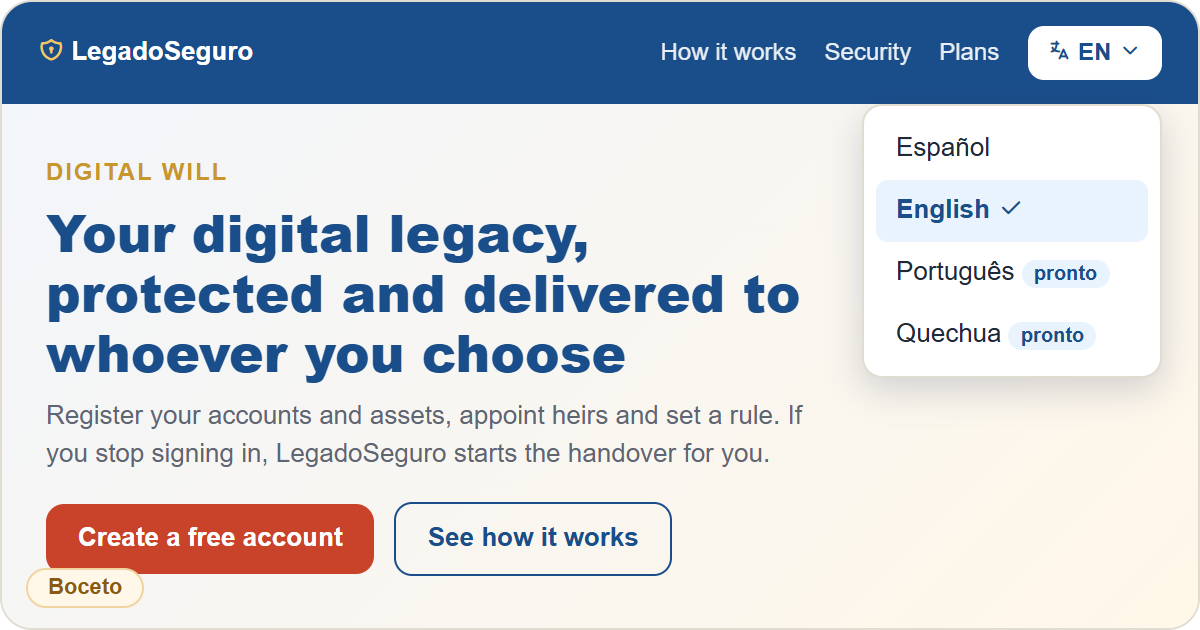 LegadoSeguro
How it works
Security
Plans
EN
Español
English
Português pronto
Quechua pronto
DIGITAL WILL
Your digital legacy,
protected and delivered to
whoever you choose
Register your accounts and assets, appoint heirs and set a rule. If
you stop signing in, LegadoSeguro starts the handover for you.
Create a free account
See how it works
Boceto